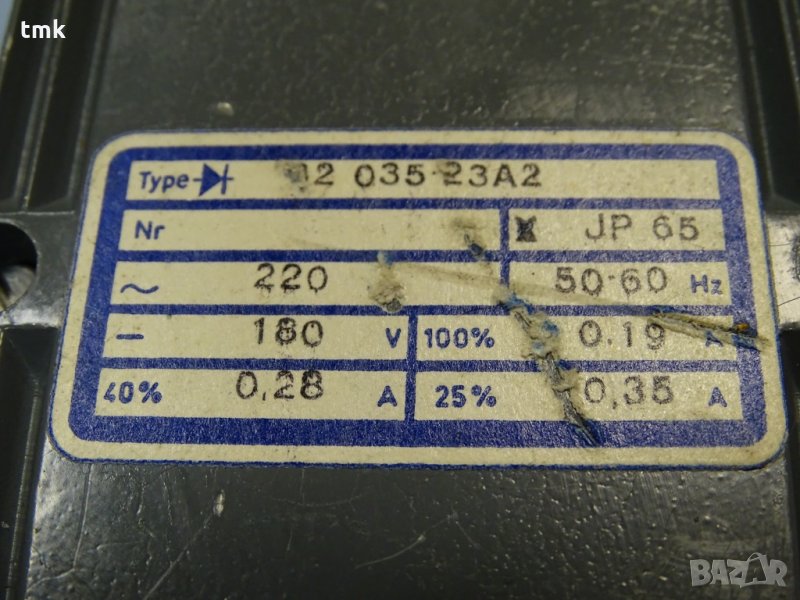 tmk
Type 2 035-23A2
Nr JP 65
~ 220 50-60 Hz
— 180 V 100% 0.19 A
40% 0,28 A 25% 0,35 A
BAZAR